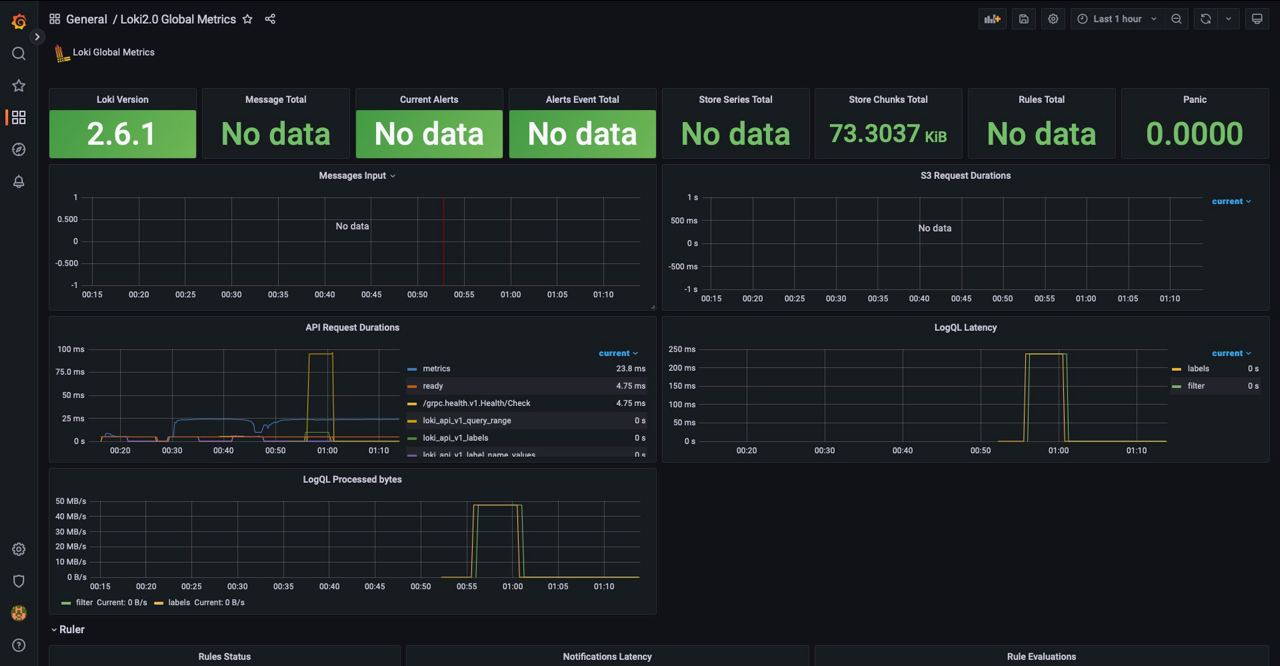 General / Loki2.0 Global Metrics
Last 1 hour
Loki Global Metrics
Loki Version
2.6.1
Message Total
No data
Current Alerts
No data
Alerts Event Total
No data
Store Series Total
No data
Store Chunks Total
73.3037 KiB
Rules Total
No data
Panic
0.0000
Messages Input
1
0.500
0
-0.500
-1
No data
00:15 00:20 00:25 00:30 00:35 00:40 00:45 00:50 00:55 01:00 01:05 01:10
S3 Request Durations
1 s
500 ms
0 s
-500 ms
-1 s
No data
00:15 00:20 00:25 00:30 00:35 00:40 00:45 00:50 00:55 01:00 01:05 01:10
current
API Request Durations
100 ms
75.0 ms
50 ms
25 ms
0 s
00:20 00:30 00:40 00:50 01:00 01:10
current
metrics 23.8 ms
ready 4.75 ms
/grpc.health.v1.Health/Check 4.75 ms
loki_api_v1_query_range 0 s
loki_api_v1_labels 0 s
loki_api_v1_label_name_values 0 s
LogQL Latency
250 ms
200 ms
150 ms
100 ms
50 ms
0 s
00:20 00:30 00:40 00:50 01:00 01:10
current
labels 0 s
filter 0 s
LogQL Processed bytes
50 MB/s
40 MB/s
30 MB/s
20 MB/s
10 MB/s
0 B/s
00:15 00:20 00:25 00:30 00:35 00:40 00:45 00:50 00:55 01:00 01:05 01:10
filter Current: 0 B/s labels Current: 0 B/s
Ruler
Rules Status
Notifications Latency
Rule Evaluations